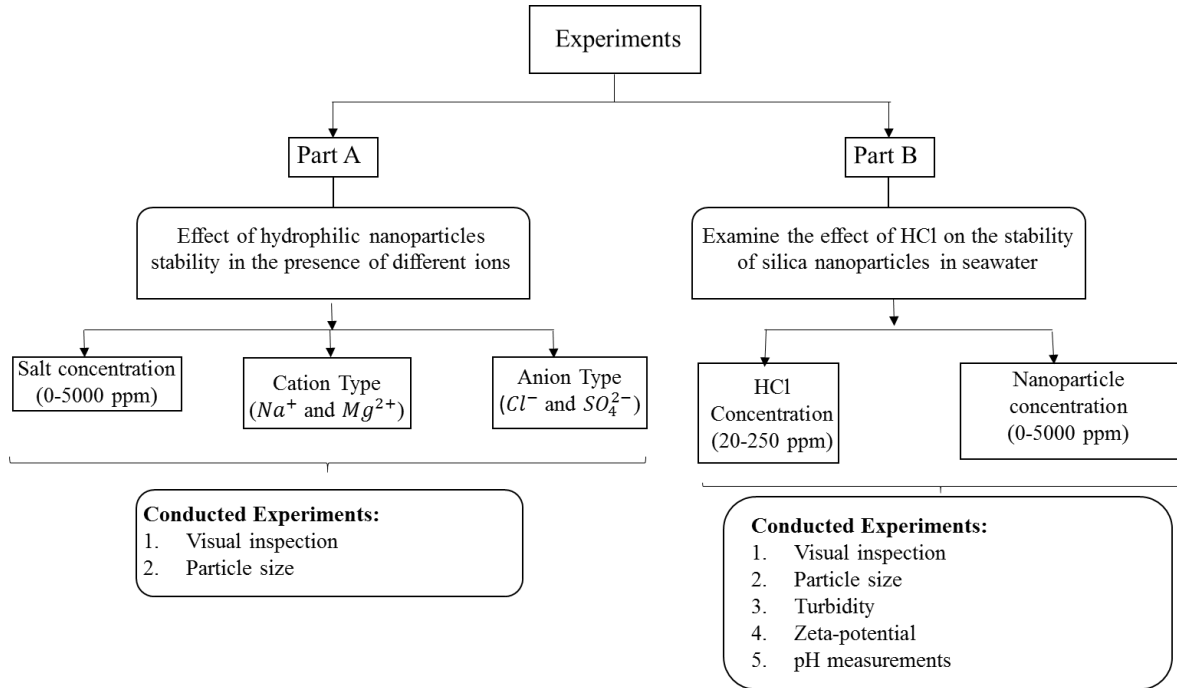 Experiments
Part A
Part B
Effect of hydrophilic nanoparticles
stability in the presence of different ions
Examine the effect of HCl on the stability
of silica nanoparticles in seawater
Salt concentration
(0-5000 ppm)
Cation Type
(Na⁺ and Mg²⁺)
Anion Type
(Cl⁻ and SO₄²⁻)
HCl
Concentration
(20-250 ppm)
Nanoparticle
concentration
(0-5000 ppm)
Conducted Experiments:
1. Visual inspection
2. Particle size
Conducted Experiments:
1. Visual inspection
2. Particle size
3. Turbidity
4. Zeta-potential
5. pH measurements